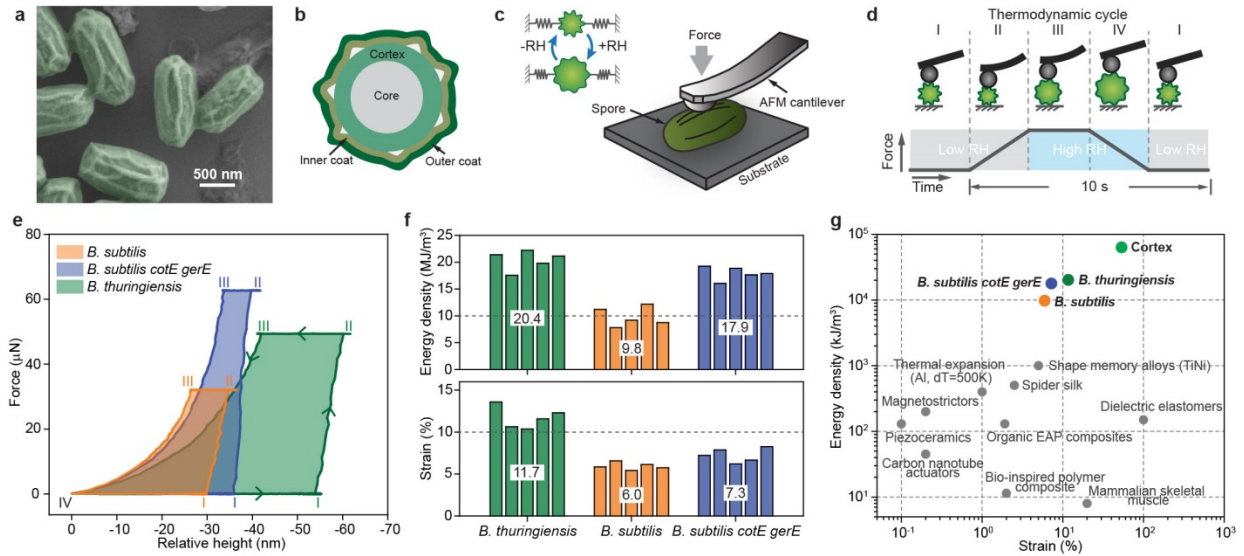 a
500 nm
b
Cortex
Core
Inner coat
Outer coat
c
-RH
+RH
Force
Spore
AFM cantilever
Substrate
d
Thermodynamic cycle
I II III IV I
Force
Low RH High RH Low RH
Time
10 s
e
80
60
40
20
0
Force (μN)
B. subtilis
B. subtilis cotE gerE
B. thuringiensis
III II
III II
III II
IV
I I I
0 -10 -20 -30 -40 -50 -60 -70
Relative height (nm)
f
Energy density (MJ/m³)
25
20
15
10
5
0
20.4
9.8
17.9
Strain (%)
15
10
5
0
11.7
6.0
7.3
B. thuringiensis B. subtilis B. subtilis cotE gerE
g
Energy density (kJ/m³)
10⁵
10⁴
10³
10²
10¹
Cortex
B. subtilis cotE gerE
B. thuringiensis
B. subtilis
Thermal expansion
(Al, dT=500K)
Shape memory alloys (TiNi)
Spider silk
Magnetostrictors
Dielectric elastomers
Piezoceramics
Organic EAP composites
Carbon nanotube
actuators
Bio-inspired polymer
composite
Mammalian skeletal
muscle
10⁻¹ 10⁰ 10¹ 10² 10³
Strain (%)